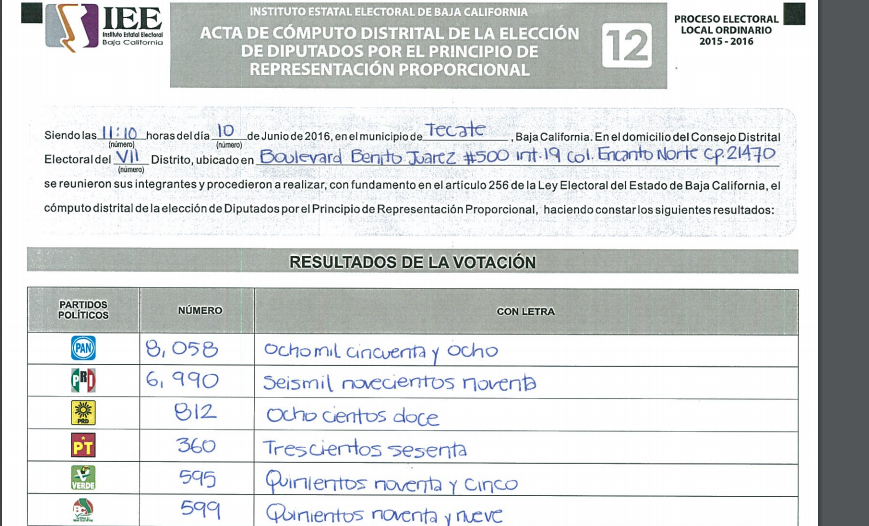 IEE
Instituto Estatal Electoral
Baja California
INSTITUTO ESTATAL ELECTORAL DE BAJA CALIFORNIA
ACTA DE CÓMPUTO DISTRITAL DE LA ELECCIÓN
DE DIPUTADOS POR EL PRINCIPIO DE
REPRESENTACIÓN PROPORCIONAL
12
PROCESO ELECTORAL
LOCAL ORDINARIO
2015 - 2016
Siendo las 11:10 horas del día 10 de Junio de 2016, en el municipio de Tecate, Baja California. En el domicilio del Consejo Distrital
(número) (número)
Electoral del VII Distrito, ubicado en Boulevard Benito Juarez #500 int.19 col. Encanto Norte cp.21470
(número)
se reunieron sus integrantes y procedieron a realizar, con fundamento en el artículo 256 de la Ley Electoral del Estado de Baja California, el
cómputo distrital de la elección de Diputados por el Principio de Representación Proporcional, haciendo constar los siguientes resultados:
RESULTADOS DE LA VOTACIÓN
PARTIDOS POLÍTICOS NÚMERO CON LETRA
PAN 8,058 Ocho mil cincuenta y ocho
PRI 6,990 Seismil novecientos noventa
PRD 812 Ocho cientos doce
PT 360 Trescientos sesenta
VERDE 595 Quinientos noventa y cinco
599 Quinientos noventa y nueve